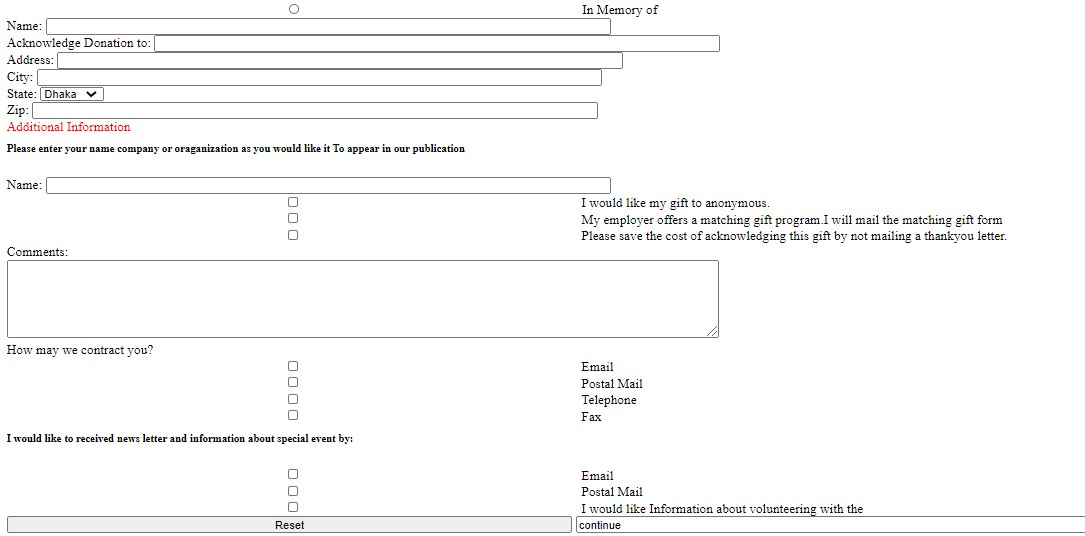 In Memory of
Name:
Acknowledge Donation to:
Address:
City:
State: Dhaka
Zip:
Additional Information
Please enter your name company or oraganization as you would like it To appear in our publication
Name:
I would like my gift to anonymous.
My employer offers a matching gift program.I will mail the matching gift form
Please save the cost of acknowledging this gift by not mailing a thankyou letter.
Comments:
How may we contract you?
Email
Postal Mail
Telephone
Fax
I would like to received news letter and information about special event by:
Email
Postal Mail
I would like Information about volunteering with the
Reset continue